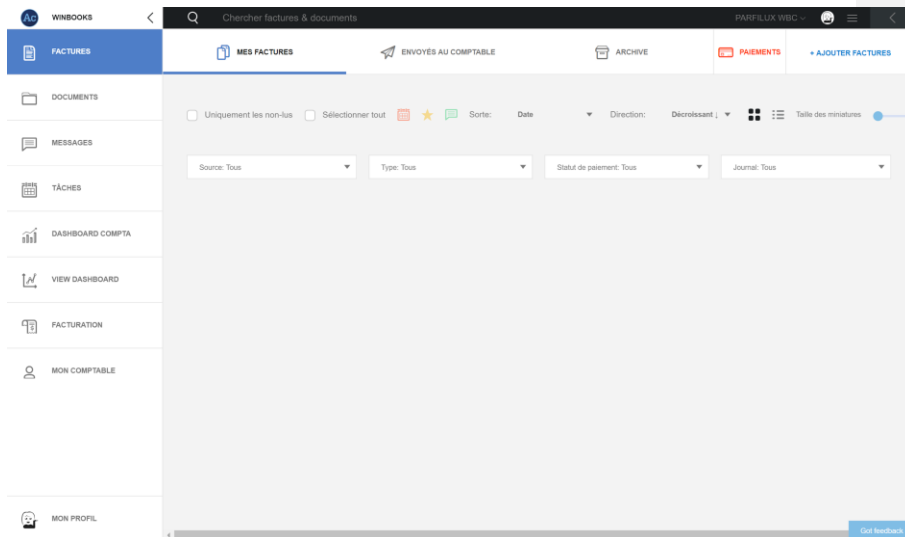 Ac WINBOOKS
Chercher factures & documents
PARFILUX WBC
FACTURES
MES FACTURES
ENVOYÉS AU COMPTABLE
ARCHIVE
PAIEMENTS
+ AJOUTER FACTURES
DOCUMENTS
Uniquement les non-lus
Sélectionner tout
Sorte:
Date
Direction:
Décroissant ↓
Taille des miniatures
MESSAGES
Source: Tous
Type: Tous
Statut de paiement: Tous
Journal: Tous
TÂCHES
DASHBOARD COMPTA
VIEW DASHBOARD
FACTURATION
MON COMPTABLE
MON PROFIL
Got feedback